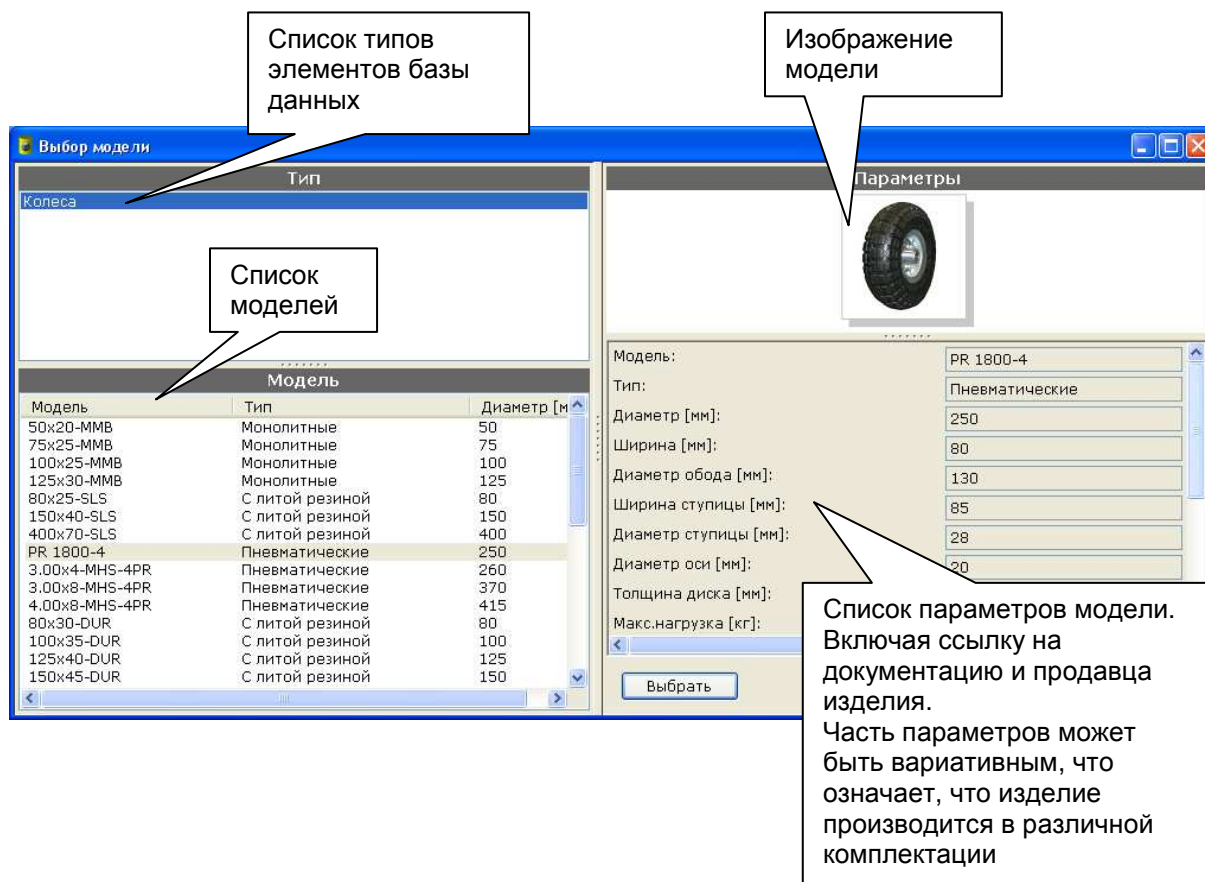 Список типов
элементов базы
данных
Изображение
модели
Выбор модели
Тип
Колеса
Список
моделей
Модель
Модель Тип Диаметр [м
50x20-MMB Монолитные 50
75x25-MMB Монолитные 75
100x25-MMB Монолитные 100
125x30-MMB Монолитные 125
80x25-SLS С литой резиной 80
150x40-SLS С литой резиной 150
400x70-SLS С литой резиной 400
PR 1800-4 Пневматические 250
3.00x4-MHS-4PR Пневматические 260
3.00x8-MHS-4PR Пневматические 370
4.00x8-MHS-4PR Пневматические 415
80x30-DUR С литой резиной 80
100x35-DUR С литой резиной 100
125x40-DUR С литой резиной 125
150x45-DUR С литой резиной 150
Параметры
Модель: PR 1800-4
Тип: Пневматические
Диаметр [мм]: 250
Ширина [мм]: 80
Диаметр обода [мм]: 130
Ширина ступицы [мм]: 85
Диаметр ступицы [мм]: 28
Диаметр оси [мм]: 20
Толщина диска [мм]:
Макс.нагрузка [кг]:
Выбрать
Список параметров модели.
Включая ссылку на
документацию и продавца
изделия.
Часть параметров может
быть вариативным, что
означает, что изделие
производится в различной
комплектации